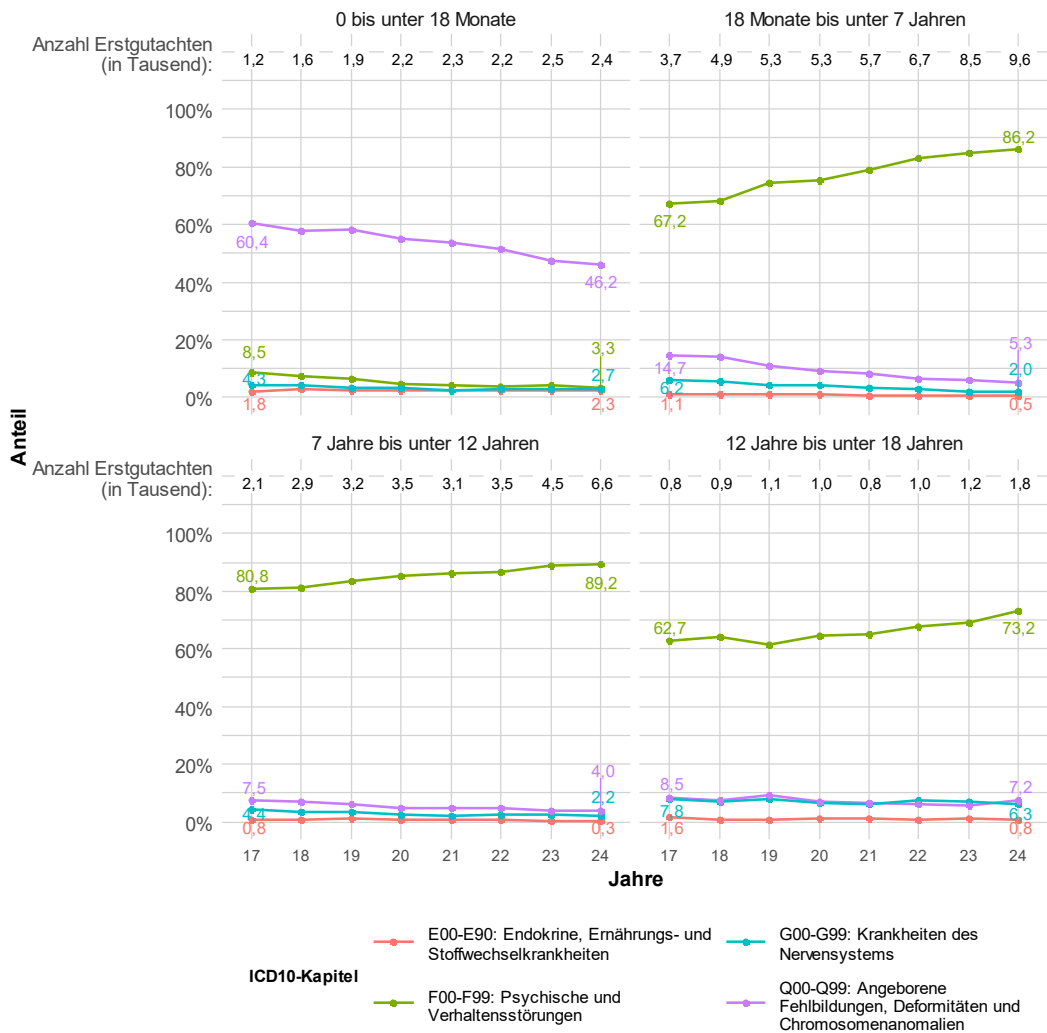 0 bis unter 18 Monate
18 Monate bis unter 7 Jahren
Anzahl Erstgutachten
(in Tausend):
1,2 1,6 1,9 2,2 2,3 2,2 2,5 2,4
3,7 4,9 5,3 5,3 5,7 6,7 8,5 9,6
100%
80%
60%
40%
20%
0%
60,4
46,2
8,5
3,3
4,3
2,7
1,8
2,3
86,2
67,2
5,3
14,7
2,0
6,2
1,1
0,5
Anteil
7 Jahre bis unter 12 Jahren
12 Jahre bis unter 18 Jahren
Anzahl Erstgutachten
(in Tausend):
2,1 2,9 3,2 3,5 3,1 3,5 4,5 6,6
0,8 0,9 1,1 1,0 0,8 1,0 1,2 1,8
100%
80%
60%
40%
20%
0%
80,8
89,2
7,5
4,0
4,4
2,2
0,8
0,3
62,7
73,2
8,5
7,2
7,8
6,3
1,6
0,8
17 18 19 20 21 22 23 24
17 18 19 20 21 22 23 24
Jahre
ICD10-Kapitel
E00-E90: Endokrine, Ernährungs- und
Stoffwechselkrankheiten
F00-F99: Psychische und
Verhaltensstörungen
G00-G99: Krankheiten des
Nervensystems
Q00-Q99: Angeborene
Fehlbildungen, Deformitäten und
Chromosomenanomalien